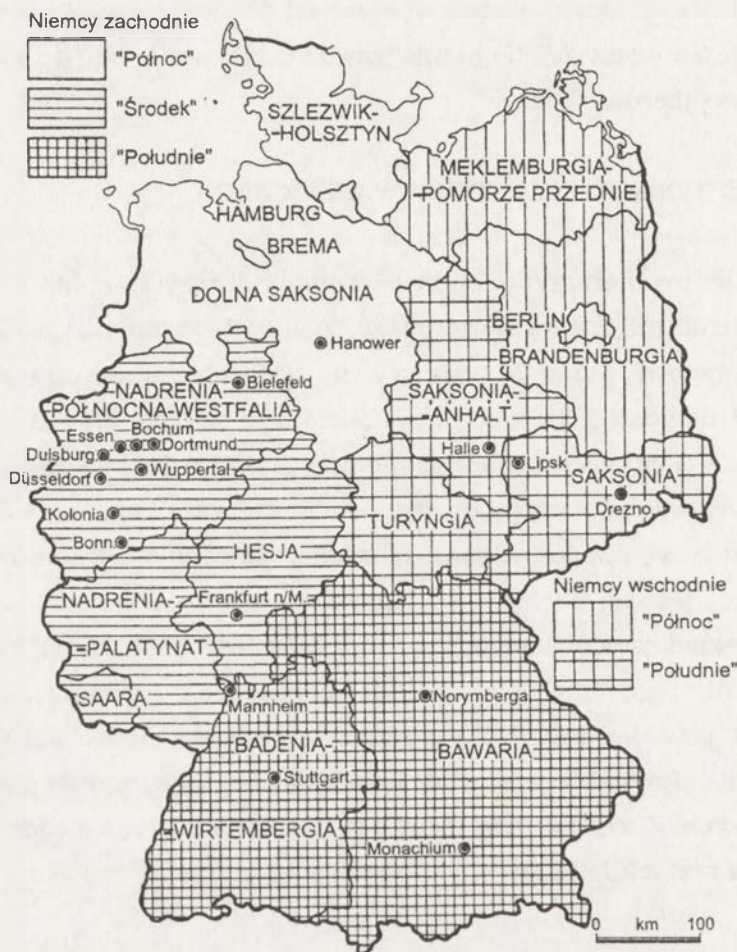 Niemcy zachodnie
"Północ"
"Środek"
"Południe"
SZLEZWIK-
-HOLSZTYN
MEKLEMBURGIA-
-POMORZE PRZEDNIE
HAMBURG
BREMA
DOLNA SAKSONIA
Hanower
BERLIN
BRANDENBURGIA
NADRENIA
PÓŁNOCNA-WESTFALIA
Bielefeld
SAKSONIA-
-ANHALT
Essen
Bochum
Dortmund
Duisburg
Wuppertal
Düsseldorf
Halle
Lipsk
SAKSONIA
Drezno
Kolonia
TURYNGIA
Bonn
HESJA
Niemcy wschodnie
"Północ"
"Południe"
NADRENIA-
-PALATYNAT
Frankfurt n/M.
SAARA
Mannheim
Norymberga
BADENIA-
BAWARIA
Stuttgart
-WIRTEMBERGIA
Monachium
0 km 100